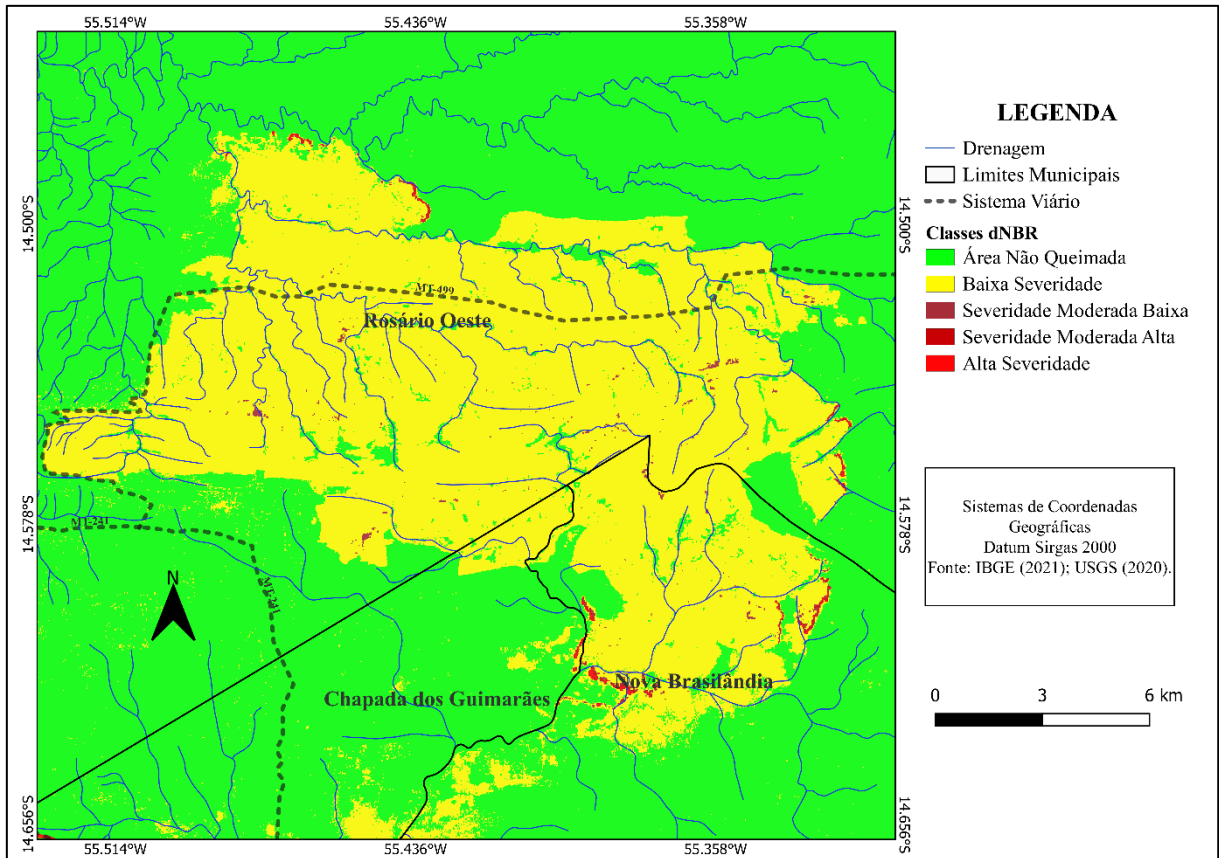 55.514°W
55.436°W
55.358°W
14.500°S
14.500°S
MT-499
Rosário Oeste
14.578°S
14.578°S
MT-241
MT-241
N
Nova Brasilândia
Chapada dos Guimarães
14.656°S
14.656°S
55.514°W
55.436°W
55.358°W
LEGENDA
Drenagem
Limites Municipais
Sistema Viário
Classes dNBR
Área Não Queimada
Baixa Severidade
Severidade Moderada Baixa
Severidade Moderada Alta
Alta Severidade
Sistemas de Coordenadas
Geográficas
Datum Sirgas 2000
Fonte: IBGE (2021); USGS (2020).
0 3 6 km